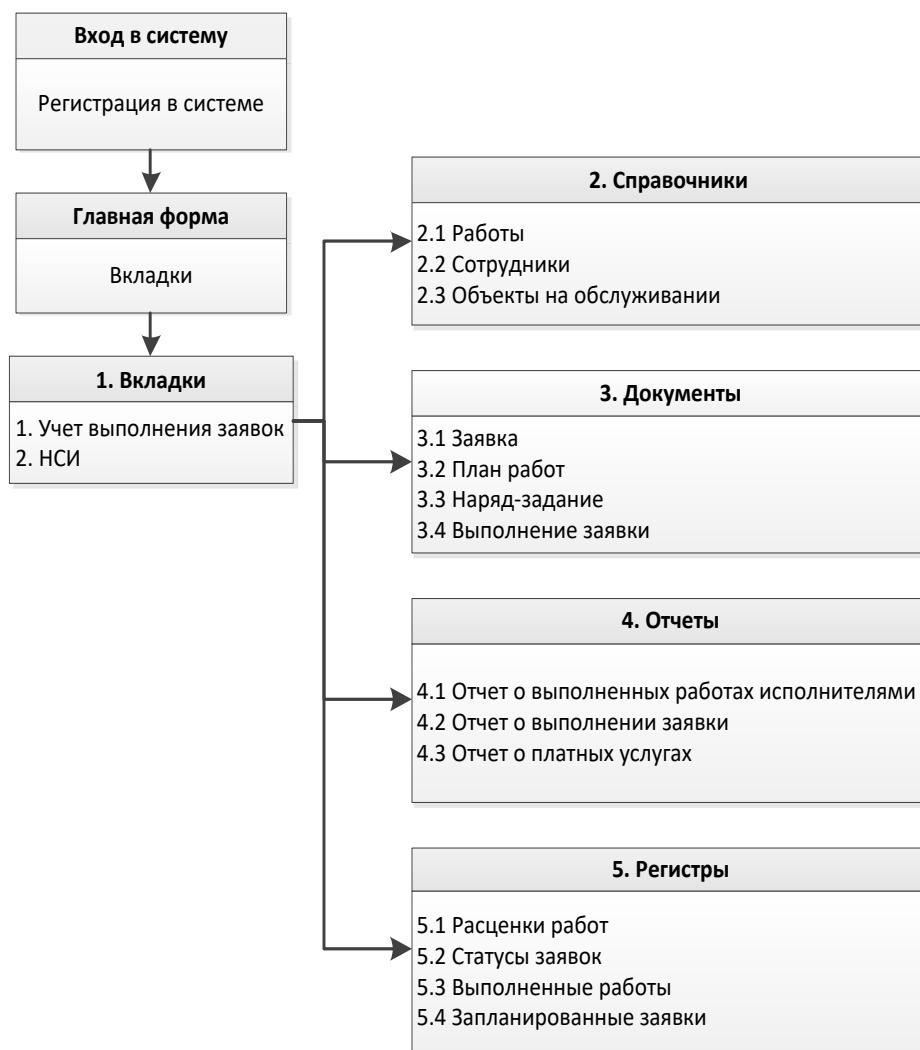 Вход в систему
Регистрация в системе
Главная форма
Вкладки
1. Вкладки
1. Учет выполнения заявок
2. НСИ
2. Справочники
2.1 Работы
2.2 Сотрудники
2.3 Объекты на обслуживании
3. Документы
3.1 Заявка
3.2 План работ
3.3 Наряд-задание
3.4 Выполнение заявки
4. Отчеты
4.1 Отчет о выполненных работах исполнителями
4.2 Отчет о выполнении заявки
4.3 Отчет о платных услугах
5. Регистры
5.1 Расценки работ
5.2 Статусы заявок
5.3 Выполненные работы
5.4 Запланированные заявки